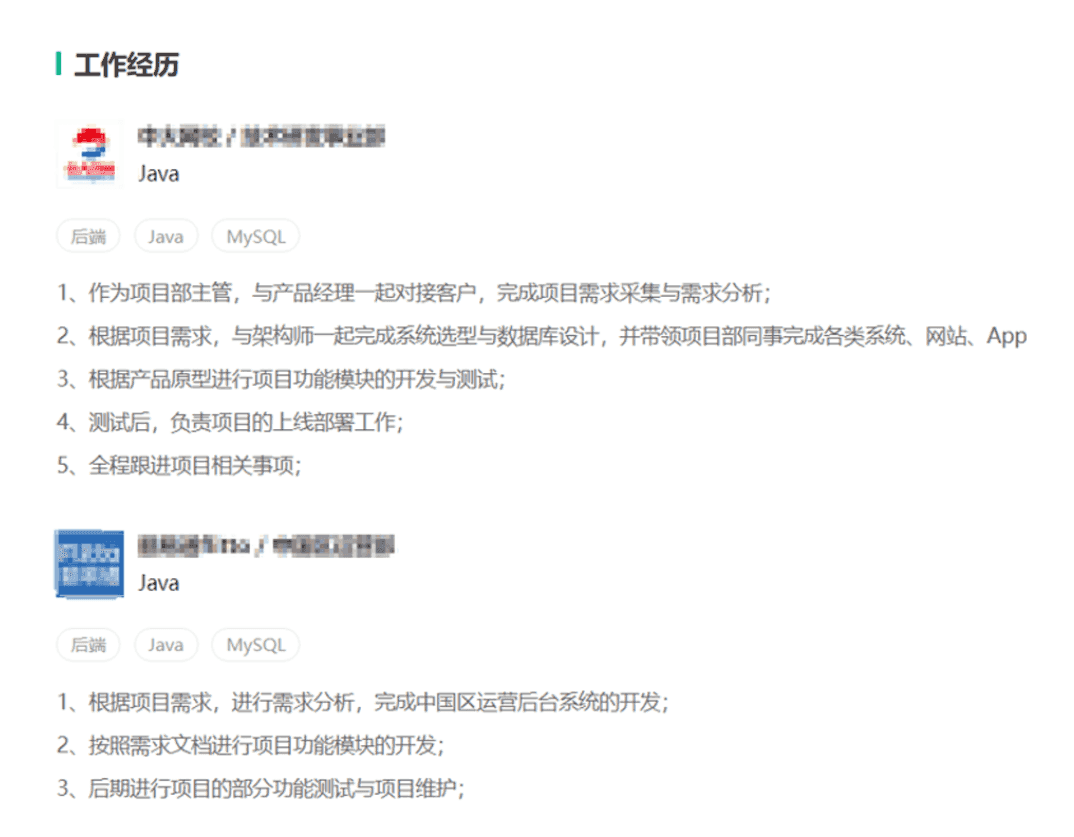 工作经历
Java
后端
Java
MySQL
1、作为项目部主管，与产品经理一起对接客户，完成项目需求采集与需求分析；
2、根据项目需求，与架构师一起完成系统选型与数据库设计，并带领项目部同事完成各类系统、网站、App
3、根据产品原型进行项目功能模块的开发与测试；
4、测试后，负责项目的上线部署工作；
5、全程跟进项目相关事项；
Java
后端
Java
MySQL
1、根据项目需求，进行需求分析，完成中国区运营后台系统的开发；
2、按照需求文档进行项目功能模块的开发；
3、后期进行项目的部分功能测试与项目维护；